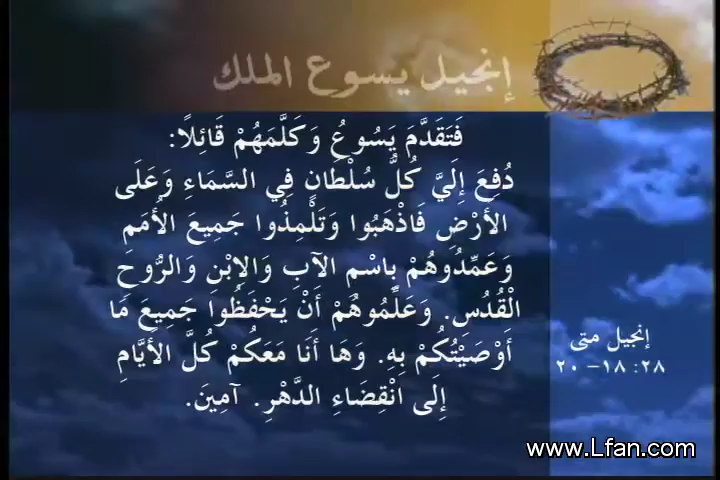 إنجيل يسوع الملك
فَتَقَدَّمَ يَسُوعُ وَكَلَّمَهُمْ قَائِلاً:
دُفِعَ إِلَيَّ كُلُّ سُلْطَانٍ فِي السَّمَاءِ وَعَلَى
الأَرْضِ فَاذْهَبُوا وَتَلْمِذُوا جَمِيعَ الأُمَمِ
وَعَمِّدُوهُمْ بِاسْمِ الآبِ وَالاِبْنِ وَالرُّوحِ
الْقُدُسِ. وَعَلِّمُوهُمْ أَنْ يَحْفَظُوا جَمِيعَ مَا
أَوْصَيْتُكُمْ بِهِ. وَهَا أَنا مَعَكُمْ كُلَّ الأَيَّامِ
إِلَى انْقِضَاءِ الدَّهْرِ. آمِينَ.
إنجيل متى
٢٨: ١٨-٢٠
www.Lfan.com